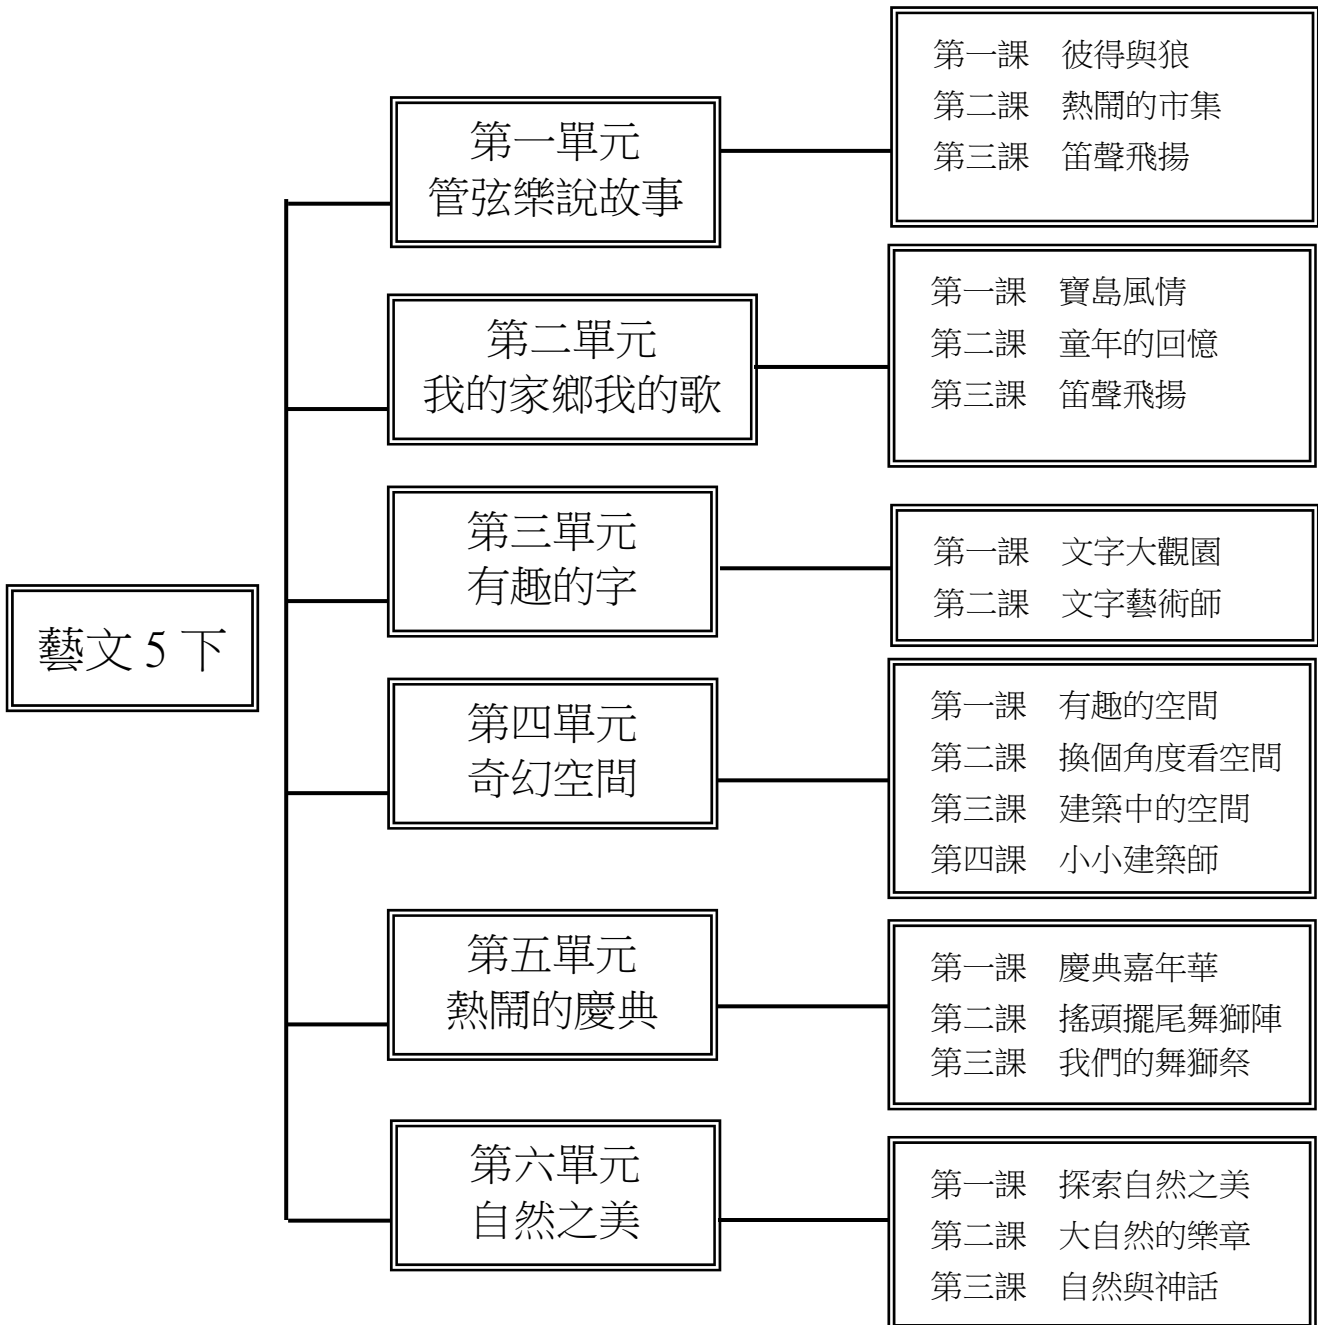 藝文 5 下
第一單元
管弦樂說故事
第一課　彼得與狼
第二課　熱鬧的市集
第三課　笛聲飛揚
第二單元
我的家鄉我的歌
第一課　寶島風情
第二課　童年的回憶
第三課　笛聲飛揚
第三單元
有趣的字
第一課　文字大觀園
第二課　文字藝術師
第四單元
奇幻空間
第一課　有趣的空間
第二課　換個角度看空間
第三課　建築中的空間
第四課　小小建築師
第五單元
熱鬧的慶典
第一課　慶典嘉年華
第二課　搖頭擺尾舞獅陣
第三課　我們的舞獅祭
第六單元
自然之美
第一課　探索自然之美
第二課　大自然的樂章
第三課　自然與神話